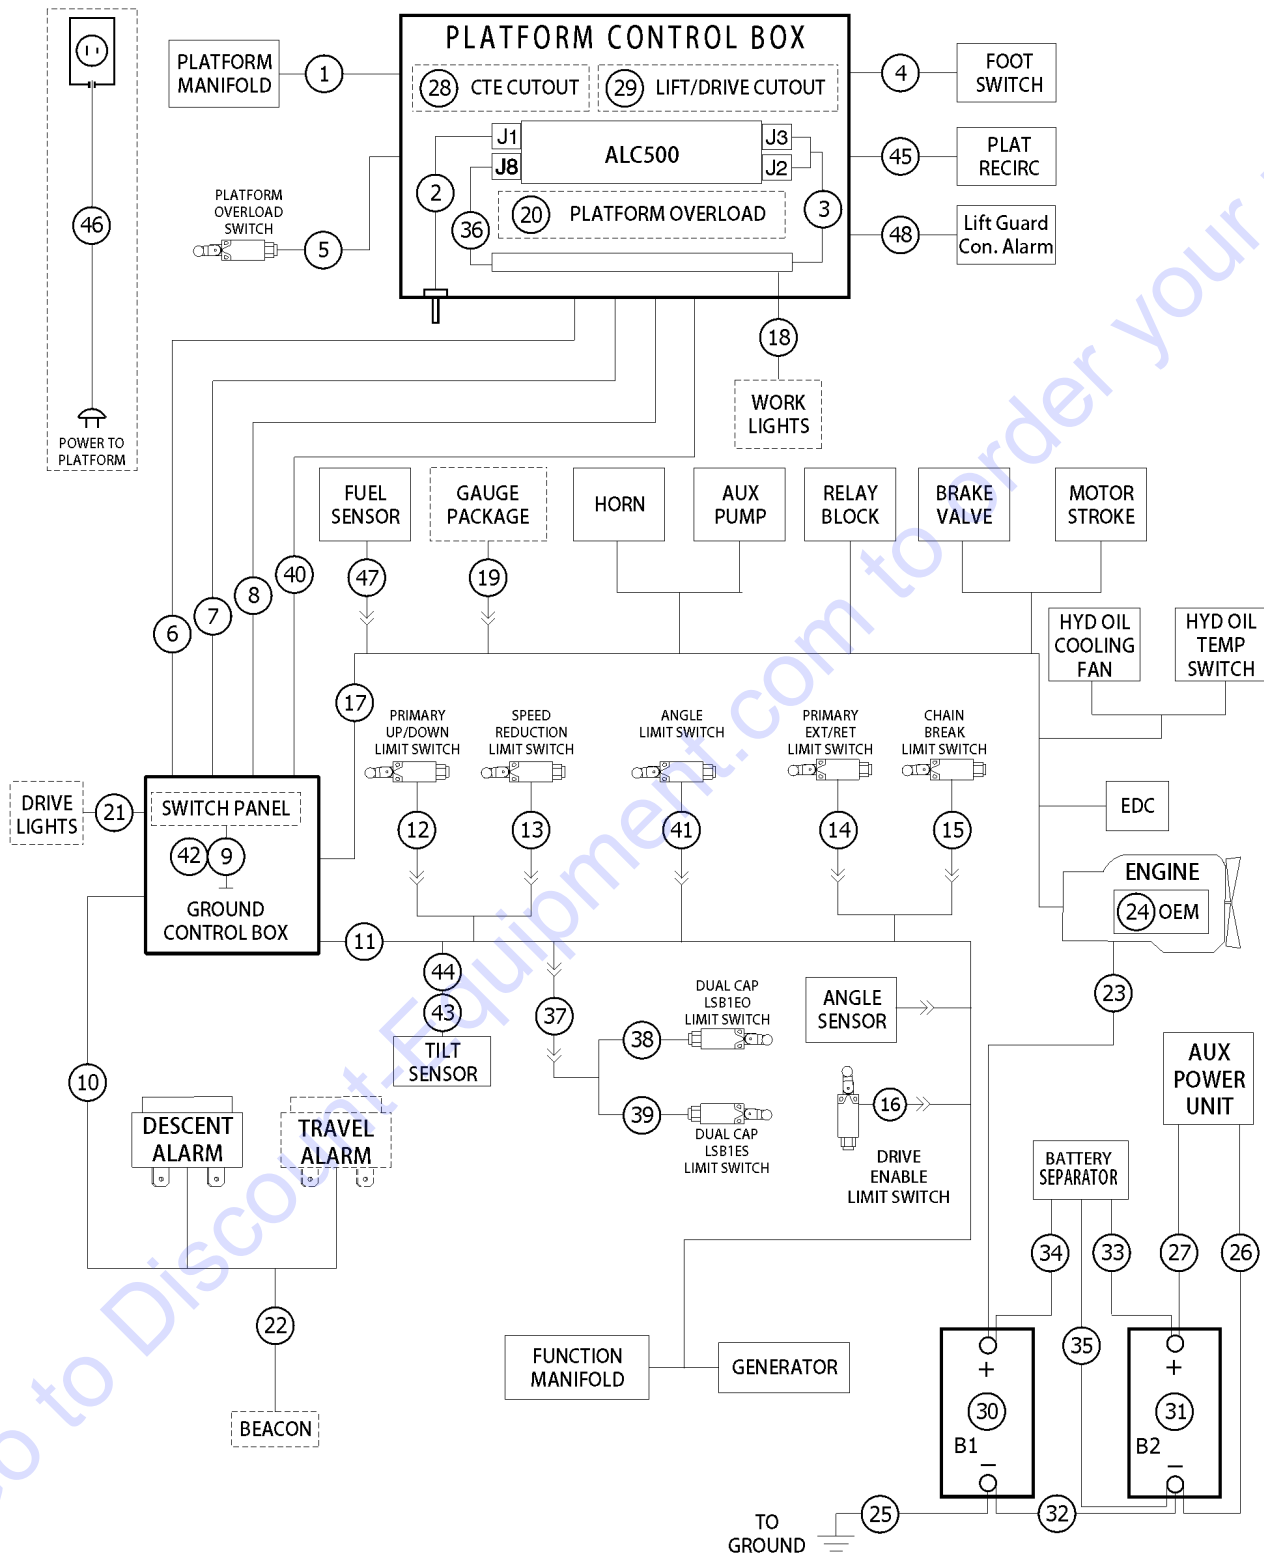 PLATFORM CONTROL BOX
PLATFORM
MANIFOLD
1
28
CTE CUTOUT
29
LIFT/DRIVE CUTOUT
4
FOOT
SWITCH
J1
J8
ALC500
J3
J2
45
PLAT
RECIRC
2
36
20
PLATFORM OVERLOAD
3
PLATFORM
OVERLOAD
SWITCH
5
48
Lift Guard
Con. Alarm
46
POWER TO
PLATFORM
18
WORK
LIGHTS
FUEL
SENSOR
GAUGE
PACKAGE
HORN
AUX
PUMP
RELAY
BLOCK
BRAKE
VALVE
MOTOR
STROKE
47
19
40
8
7
6
HYD OIL
COOLING
FAN
HYD OIL
TEMP
SWITCH
17
PRIMARY
UP/DOWN
LIMIT SWITCH
SPEED
REDUCTION
LIMIT SWITCH
ANGLE
LIMIT SWITCH
PRIMARY
EXT/RET
LIMIT SWITCH
CHAIN
BREAK
LIMIT SWITCH
12
13
41
14
15
DRIVE
LIGHTS
21
SWITCH PANEL
42
9
GROUND
CONTROL BOX
EDC
ENGINE
24
OEM
11
44
43
TILT
SENSOR
37
DUAL CAP
LSB1EO
LIMIT SWITCH
38
39
DUAL CAP
LSB1ES
LIMIT SWITCH
ANGLE
SENSOR
16
DRIVE
ENABLE
LIMIT SWITCH
23
AUX
POWER
UNIT
10
DESCENT
ALARM
TRAVEL
ALARM
BATTERY
SEPARATOR
34
33
27
26
22
BEACON
FUNCTION
MANIFOLD
GENERATOR
35
+
30
B1
−
+
31
B2
−
TO
GROUND
25
32
Go to Discount-Equipment.com to order your